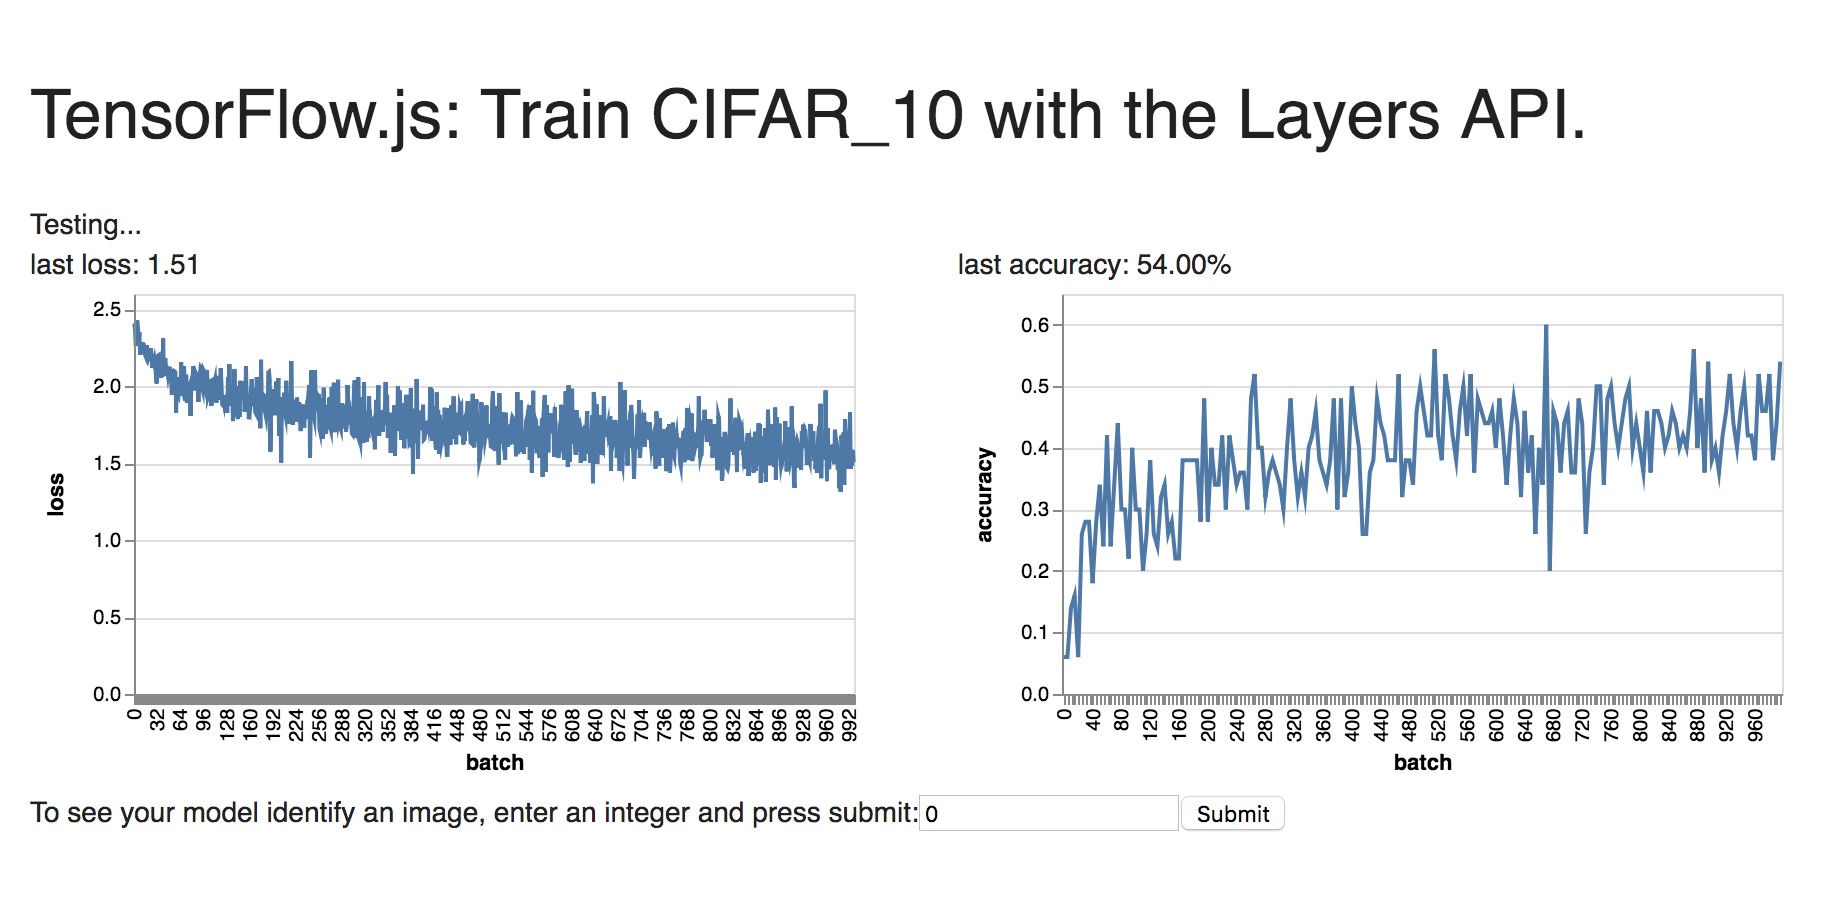 TensorFlow.js: Train CIFAR_10 with the Layers API.
Testing...
last loss: 1.51
2.5
2.0
1.5
1.0
0.5
0.0
loss
0 32 64 96 128 160 192 224 256 288 320 352 384 416 448 480 512 544 576 608 640 672 704 736 768 800 832 864 896 928 960 992
batch
last accuracy: 54.00%
0.6
0.5
0.4
0.3
0.2
0.1
0.0
accuracy
0 40 80 120 160 200 240 280 320 360 400 440 480 520 560 600 640 680 720 760 800 840 880 920 960
batch
To see your model identify an image, enter an integer and press submit: 0 Submit